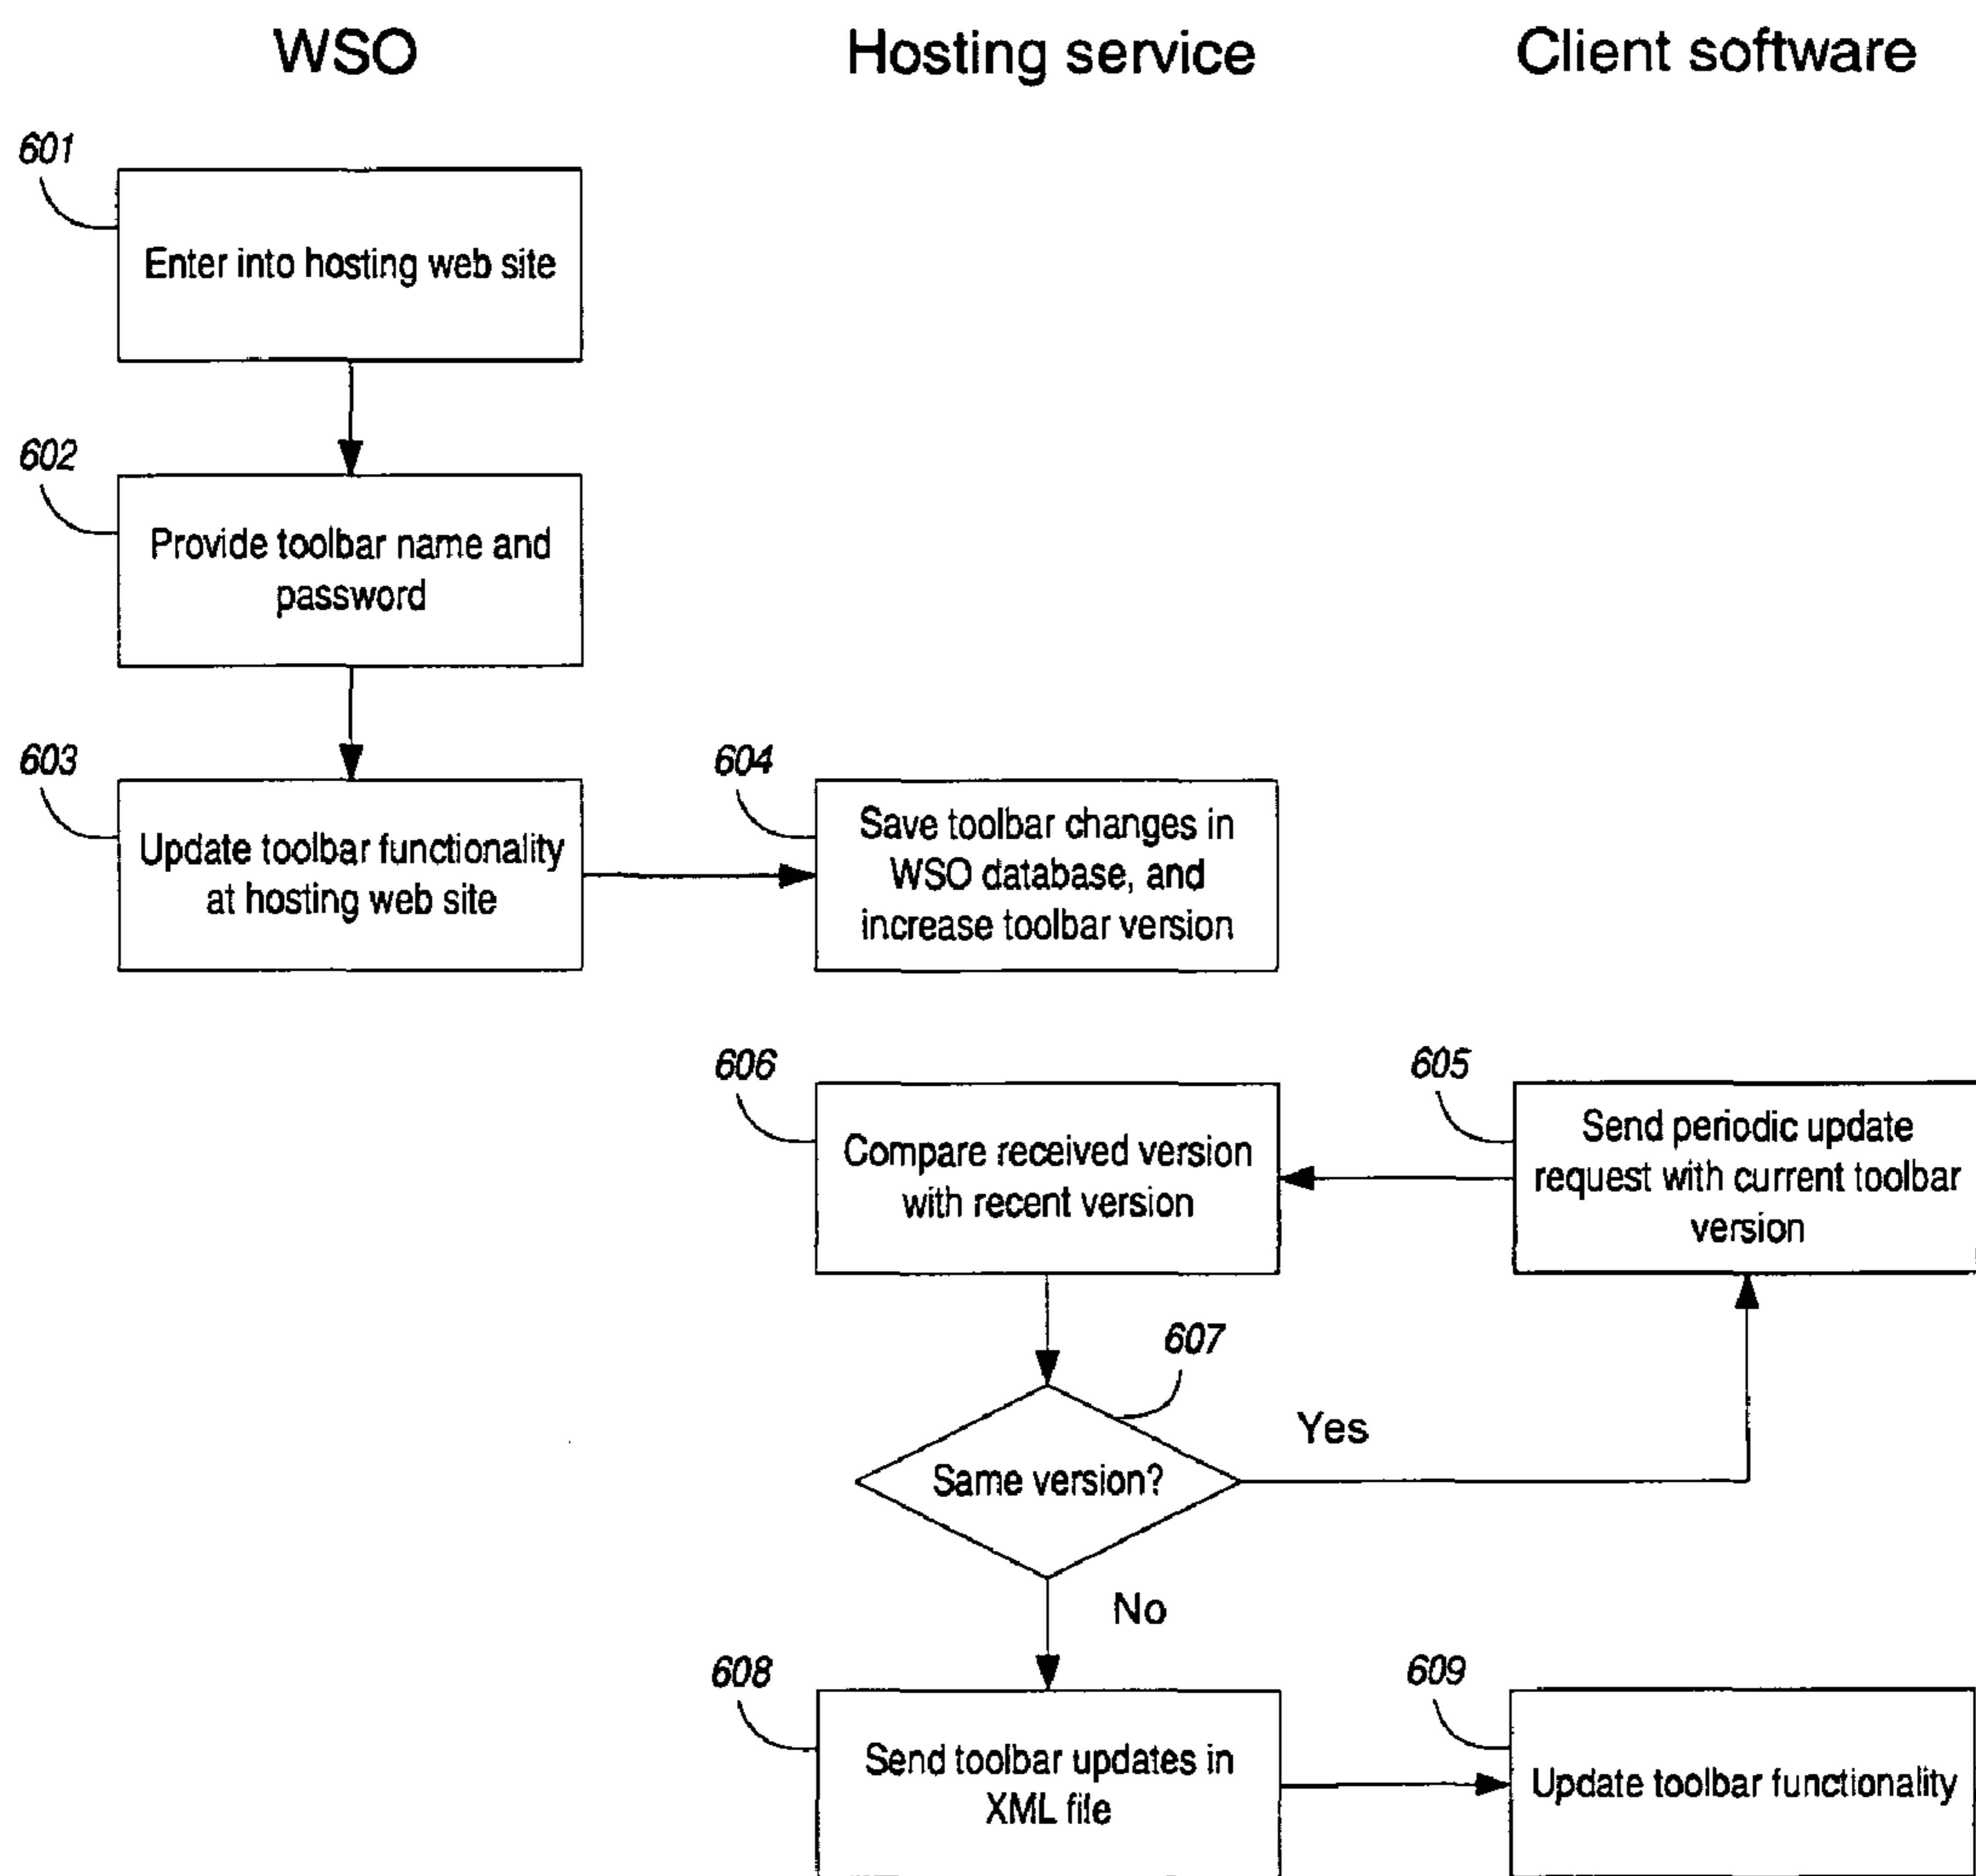 WSO
Hosting service
Client software
601
Enter into hosting web site
602
Provide toolbar name and
password
603
Update toolbar functionality
at hosting web site
604
Save toolbar changes in
WSO database, and
increase toolbar version
605
Send periodic update
request with current toolbar
version
606
Compare received version
with recent version
607
Same version?
Yes
No
608
Send toolbar updates in
XML file
609
Update toolbar functionality